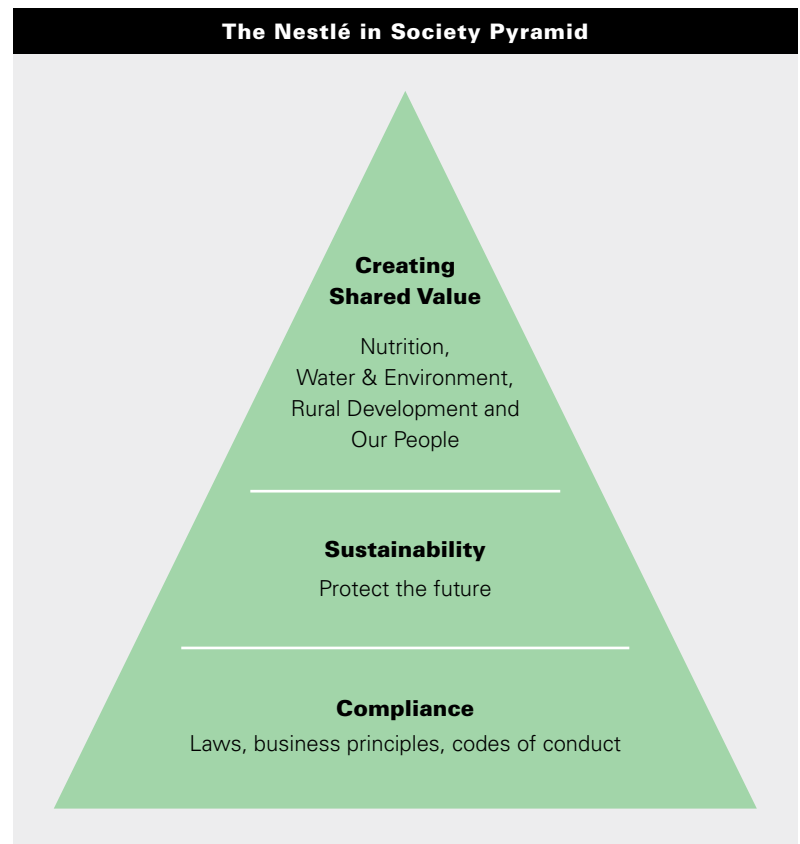 The Nestlé in Society Pyramid
Creating
Shared Value
Nutrition,
Water & Environment,
Rural Development and
Our People
Sustainability
Protect the future
Compliance
Laws, business principles, codes of conduct